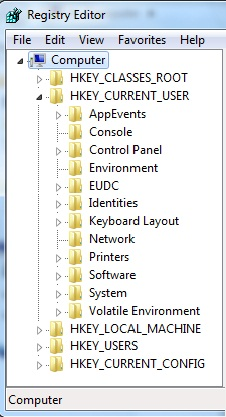 Registry Editor
File Edit View Favorites Help
Computer
HKEY_CLASSES_ROOT
HKEY_CURRENT_USER
AppEvents
Console
Control Panel
Environment
EUDC
Identities
Keyboard Layout
Network
Printers
Software
System
Volatile Environment
HKEY_LOCAL_MACHINE
HKEY_USERS
HKEY_CURRENT_CONFIG
Computer